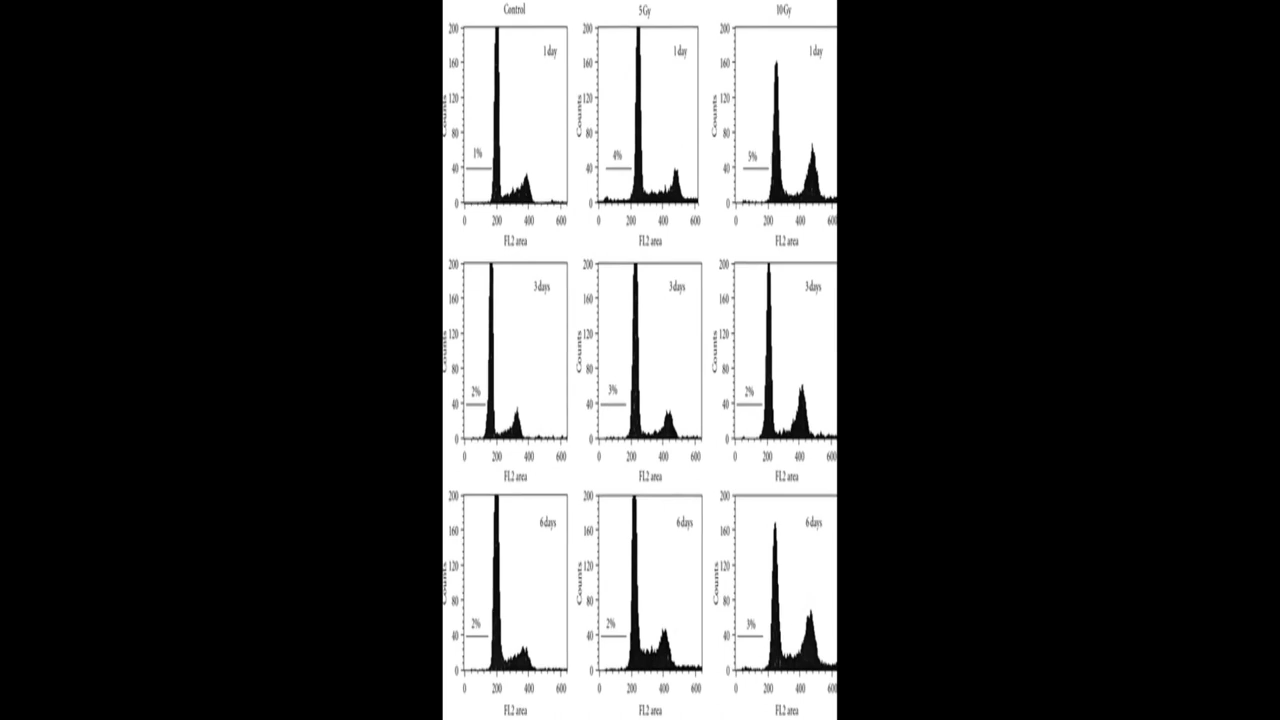 Control 5 Gy 10 Gy
200 200 200
1 day 1 day 1 day
160 160 160
120 120 120
Counts Counts Counts
80 80 80
1% 4% 5%
40 40 40
0 0 0
0 200 400 600 0 200 400 600 0 200 400 600
FL2 area FL2 area FL2 area
200 200 200
3 days 3 days 3 days
160 160 160
120 120 120
Counts Counts Counts
80 80 80
2% 3% 2%
40 40 40
0 0 0
0 200 400 600 0 200 400 600 0 200 400 600
FL2 area FL2 area FL2 area
200 200 200
6 days 6 days 6 days
160 160 160
120 120 120
Counts Counts Counts
80 80 80
2% 2% 3%
40 40 40
0 0 0
0 200 400 600 0 200 400 600 0 200 400 600
FL2 area FL2 area FL2 area